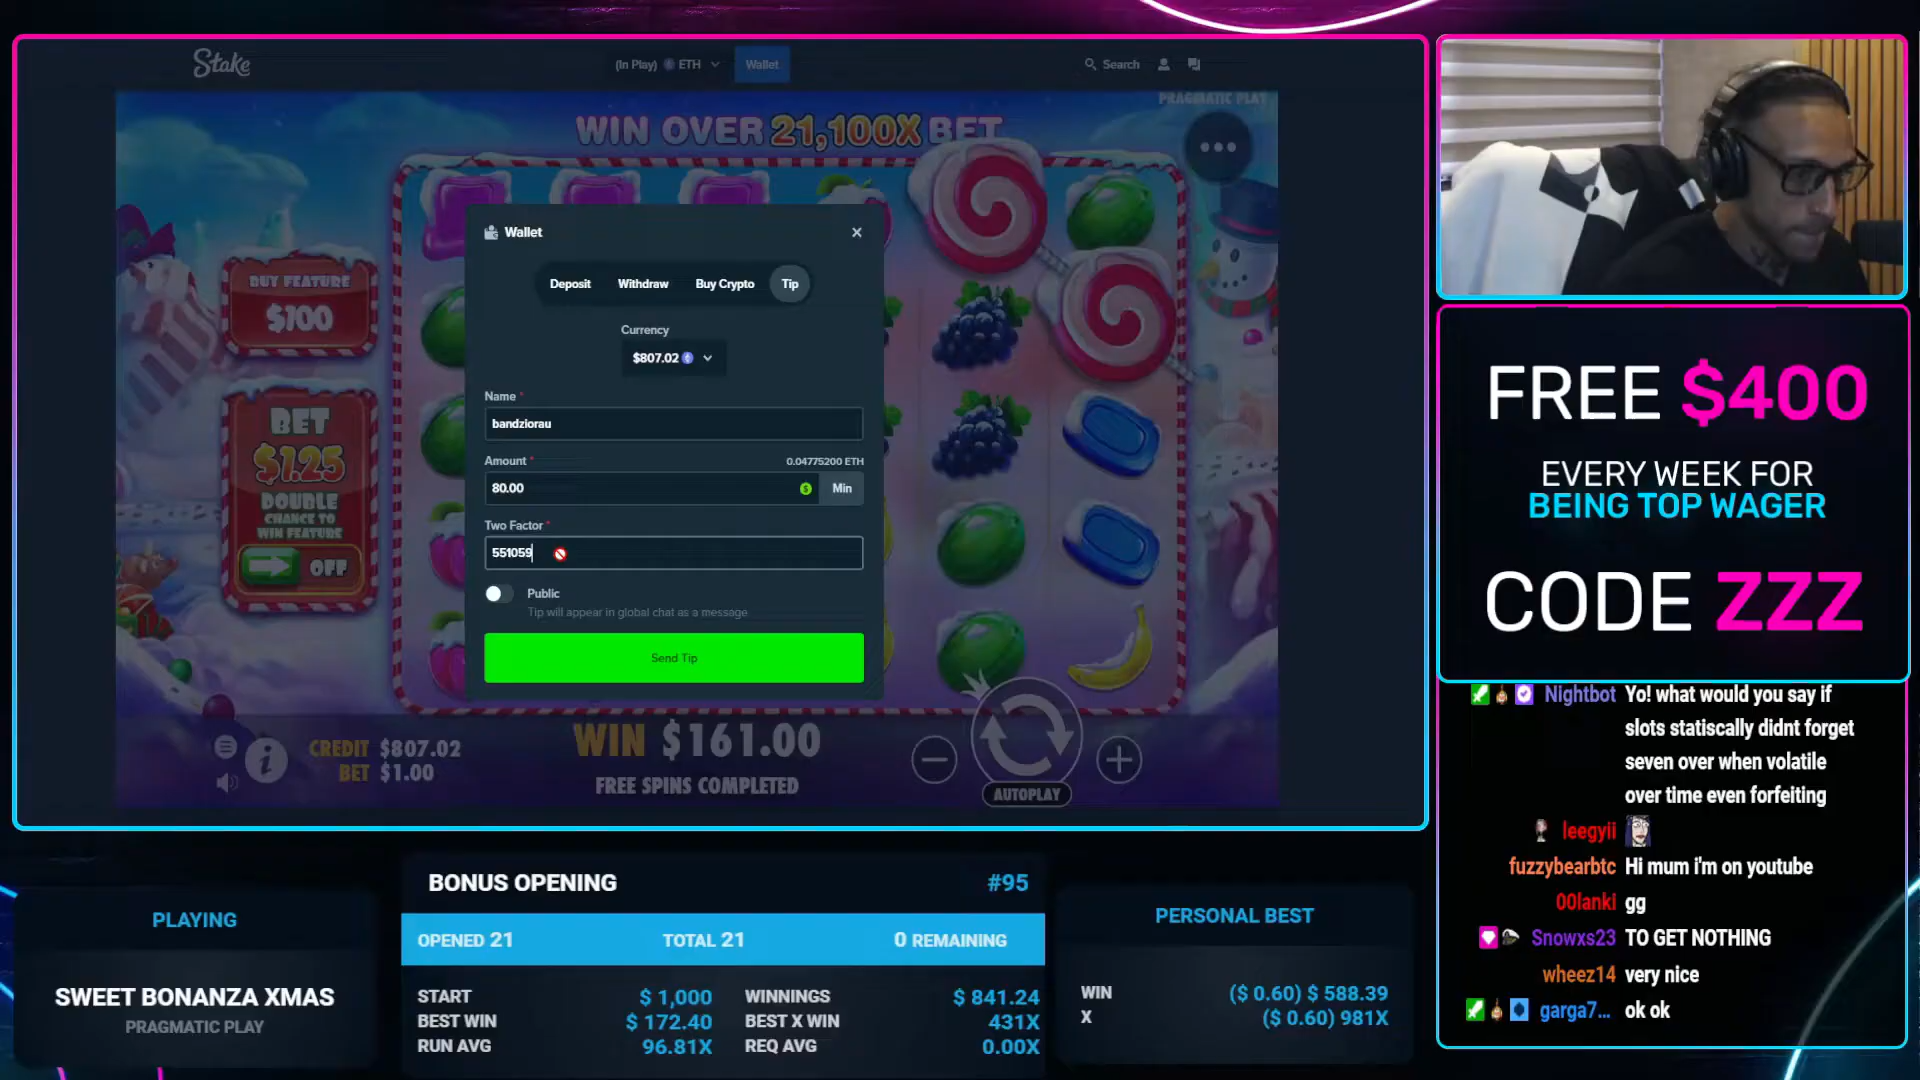 Stake
(In Play) ETH
Wallet
Search
PRAGMATIC PLAY
WIN OVER 21,100X BET
BUY FEATURE
$100
BET
$1.25
DOUBLE
CHANCE TO
WIN FEATURE
OFF
Wallet
Deposit
Withdraw
Buy Crypto
Tip
Currency
$807.02
Name *
bandziorau
Amount *
0.04775200 ETH
80.00
Min
Two Factor *
551059
Public
Tip will appear in global chat as a message
Send Tip
CREDIT $807.02
BET $1.00
WIN $161.00
FREE SPINS COMPLETED
AUTOPLAY
FREE $400
EVERY WEEK FOR
BEING TOP WAGER
CODE ZZZ
Nightbot Yo! what would you say if
slots statiscally didnt forget
seven over when volatile
over time even forfeiting
leegyii
fuzzybearbtc Hi mum i'm on youtube
00lanki gg
Snowxs23 TO GET NOTHING
wheez14 very nice
garga7... ok ok
PLAYING
SWEET BONANZA XMAS
PRAGMATIC PLAY
BONUS OPENING #95
OPENED 21 TOTAL 21 0 REMAINING
START $ 1,000 WINNINGS $ 841.24
BEST WIN $ 172.40 BEST X WIN 431X
RUN AVG 96.81X REQ AVG 0.00X
PERSONAL BEST
WIN ($ 0.60) $ 588.39
X ($ 0.60) 981X